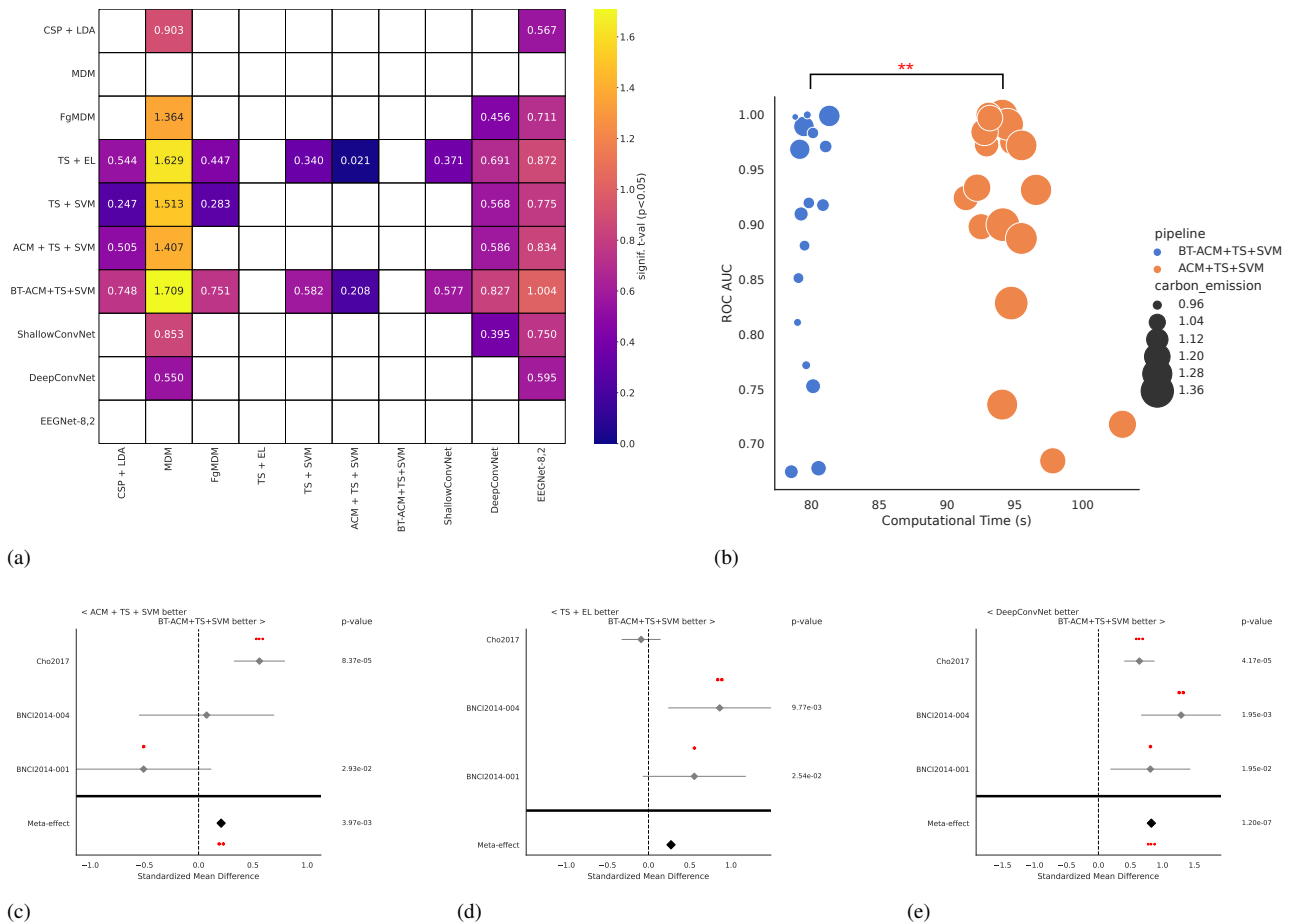 CSP + LDA 0.903 0.567
MDM
FgMDM 1.364 0.456 0.711
TS + EL 0.544 1.629 0.447 0.340 0.021 0.371 0.691 0.872
TS + SVM 0.247 1.513 0.283 0.568 0.775
ACM + TS + SVM 0.505 1.407 0.586 0.834
BT-ACM+TS+SVM 0.748 1.709 0.751 0.582 0.208 0.577 0.827 1.004
ShallowConvNet 0.853 0.395 0.750
DeepConvNet 0.550 0.595
EEGNet-8,2
CSP + LDA
MDM
FgMDM
TS + EL
TS + SVM
ACM + TS + SVM
BT-ACM+TS+SVM
ShallowConvNet
DeepConvNet
EEGNet-8,2
1.6
1.4
1.2
1.0
0.8
0.6
0.4
0.2
0.0
signif. t-val (p<0.05)
(a)
**
1.00
0.95
0.90
0.85
0.80
0.75
0.70
ROC AUC
80 85 90 95 100
Computational Time (s)
pipeline
BT-ACM+TS+SVM
ACM+TS+SVM
carbon_emission
0.96
1.04
1.12
1.20
1.28
1.36
(b)
< ACM + TS + SVM better
BT-ACM+TS+SVM better >
p-value
Cho2017 8.37e-05
BNCI2014-004
BNCI2014-001 2.93e-02
Meta-effect 3.97e-03
−1.0 −0.5 0.0 0.5 1.0
Standardized Mean Difference
(c)
< TS + EL better
BT-ACM+TS+SVM better >
p-value
Cho2017
BNCI2014-004 9.77e-03
BNCI2014-001 2.54e-02
Meta-effect
−1.0 −0.5 0.0 0.5 1.0
Standardized Mean Difference
(d)
< DeepConvNet better
BT-ACM+TS+SVM better >
p-value
Cho2017 4.17e-05
BNCI2014-004 1.95e-03
BNCI2014-001 1.95e-02
Meta-effect 1.20e-07
−1.5 −1.0 −0.5 0.0 0.5 1.0 1.5
Standardized Mean Difference
(e)